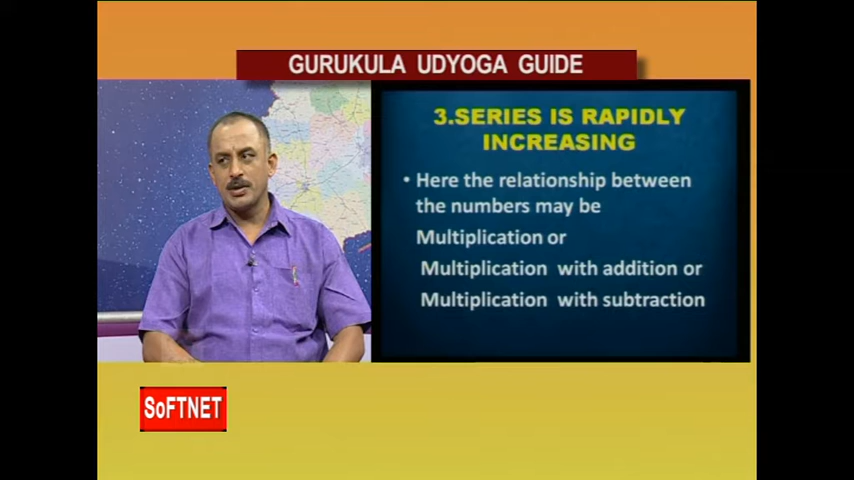 GURUKULA UDYOGA GUIDE
3.SERIES IS RAPIDLY
INCREASING
• Here the relationship between
the numbers may be
Multiplication or
Multiplication with addition or
Multiplication with subtraction
SoFTNET